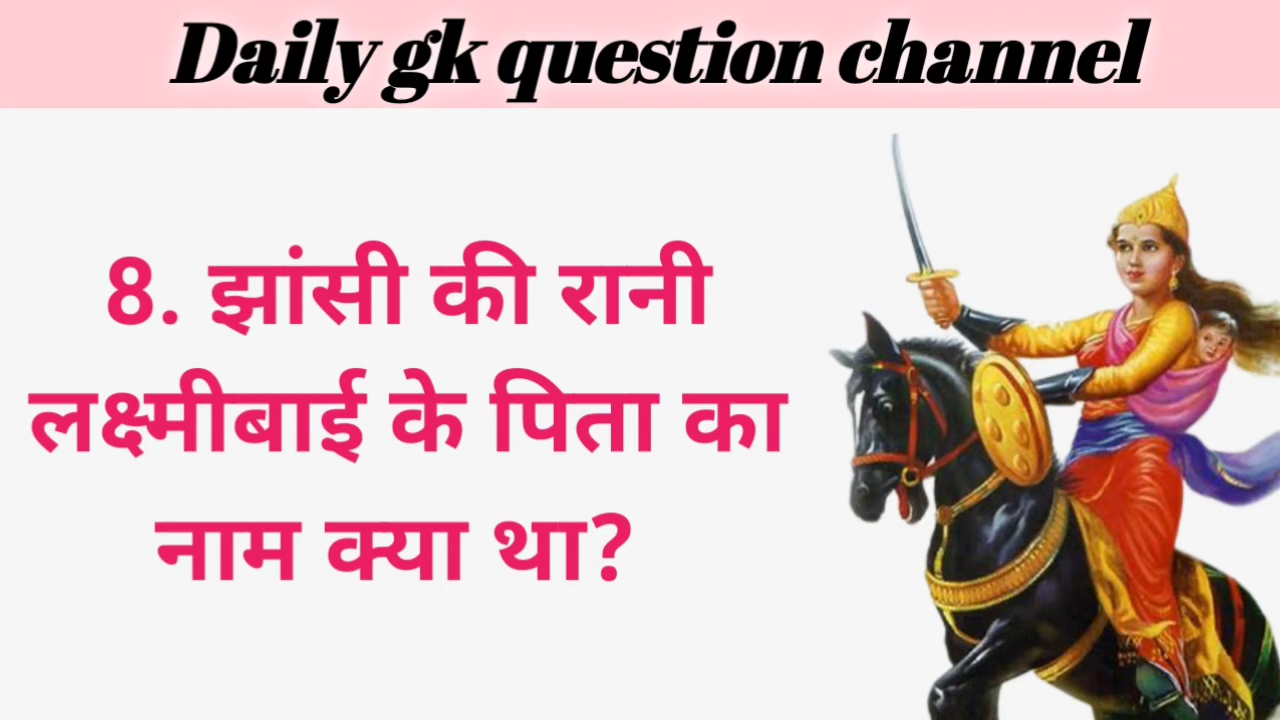 Daily gk question channel
8. झांसी की रानी
लक्ष्मीबाई के पिता का
नाम क्या था?